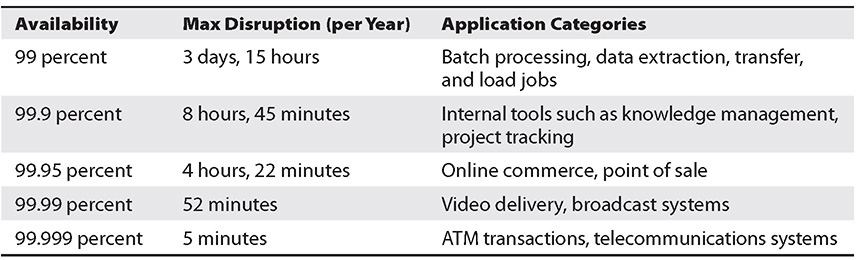 Availability Max Disruption (per Year) Application Categories
99 percent 3 days, 15 hours Batch processing, data extraction, transfer,
and load jobs
99.9 percent 8 hours, 45 minutes Internal tools such as knowledge management,
project tracking
99.95 percent 4 hours, 22 minutes Online commerce, point of sale
99.99 percent 52 minutes Video delivery, broadcast systems
99.999 percent 5 minutes ATM transactions, telecommunications systems